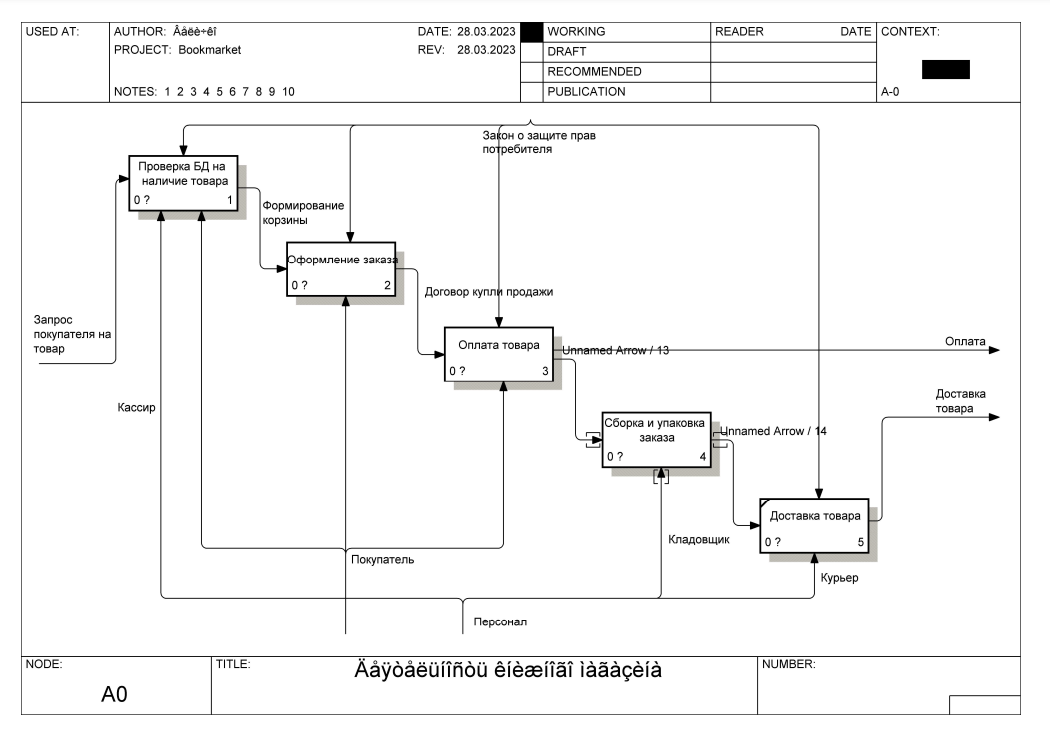 USED AT:
AUTHOR: Âåëè÷êî
DATE: 28.03.2023
WORKING
READER
DATE
CONTEXT:
PROJECT: Bookmarket
REV: 28.03.2023
DRAFT
RECOMMENDED
NOTES: 1 2 3 4 5 6 7 8 9 10
PUBLICATION
A-0
Закон о защите прав
потребителя
Проверка БД на
наличие товара
0 ?
1
Формирование
корзины
Оформление заказа
0 ?
2
Договор купли продажи
Запрос
покупателя на
товар
Оплата товара
0 ?
3
Unnamed Arrow / 13
Оплата
Доставка
товара
Кассир
Сборка и упаковка
заказа
0 ?
4
Unnamed Arrow / 14
Доставка товара
0 ?
5
Кладовщик
Покупатель
Курьер
Персонал
NODE:
A0
TITLE:
Äåÿòåëüíîñòü êíèæíîãî ìàãàçèíà
NUMBER: